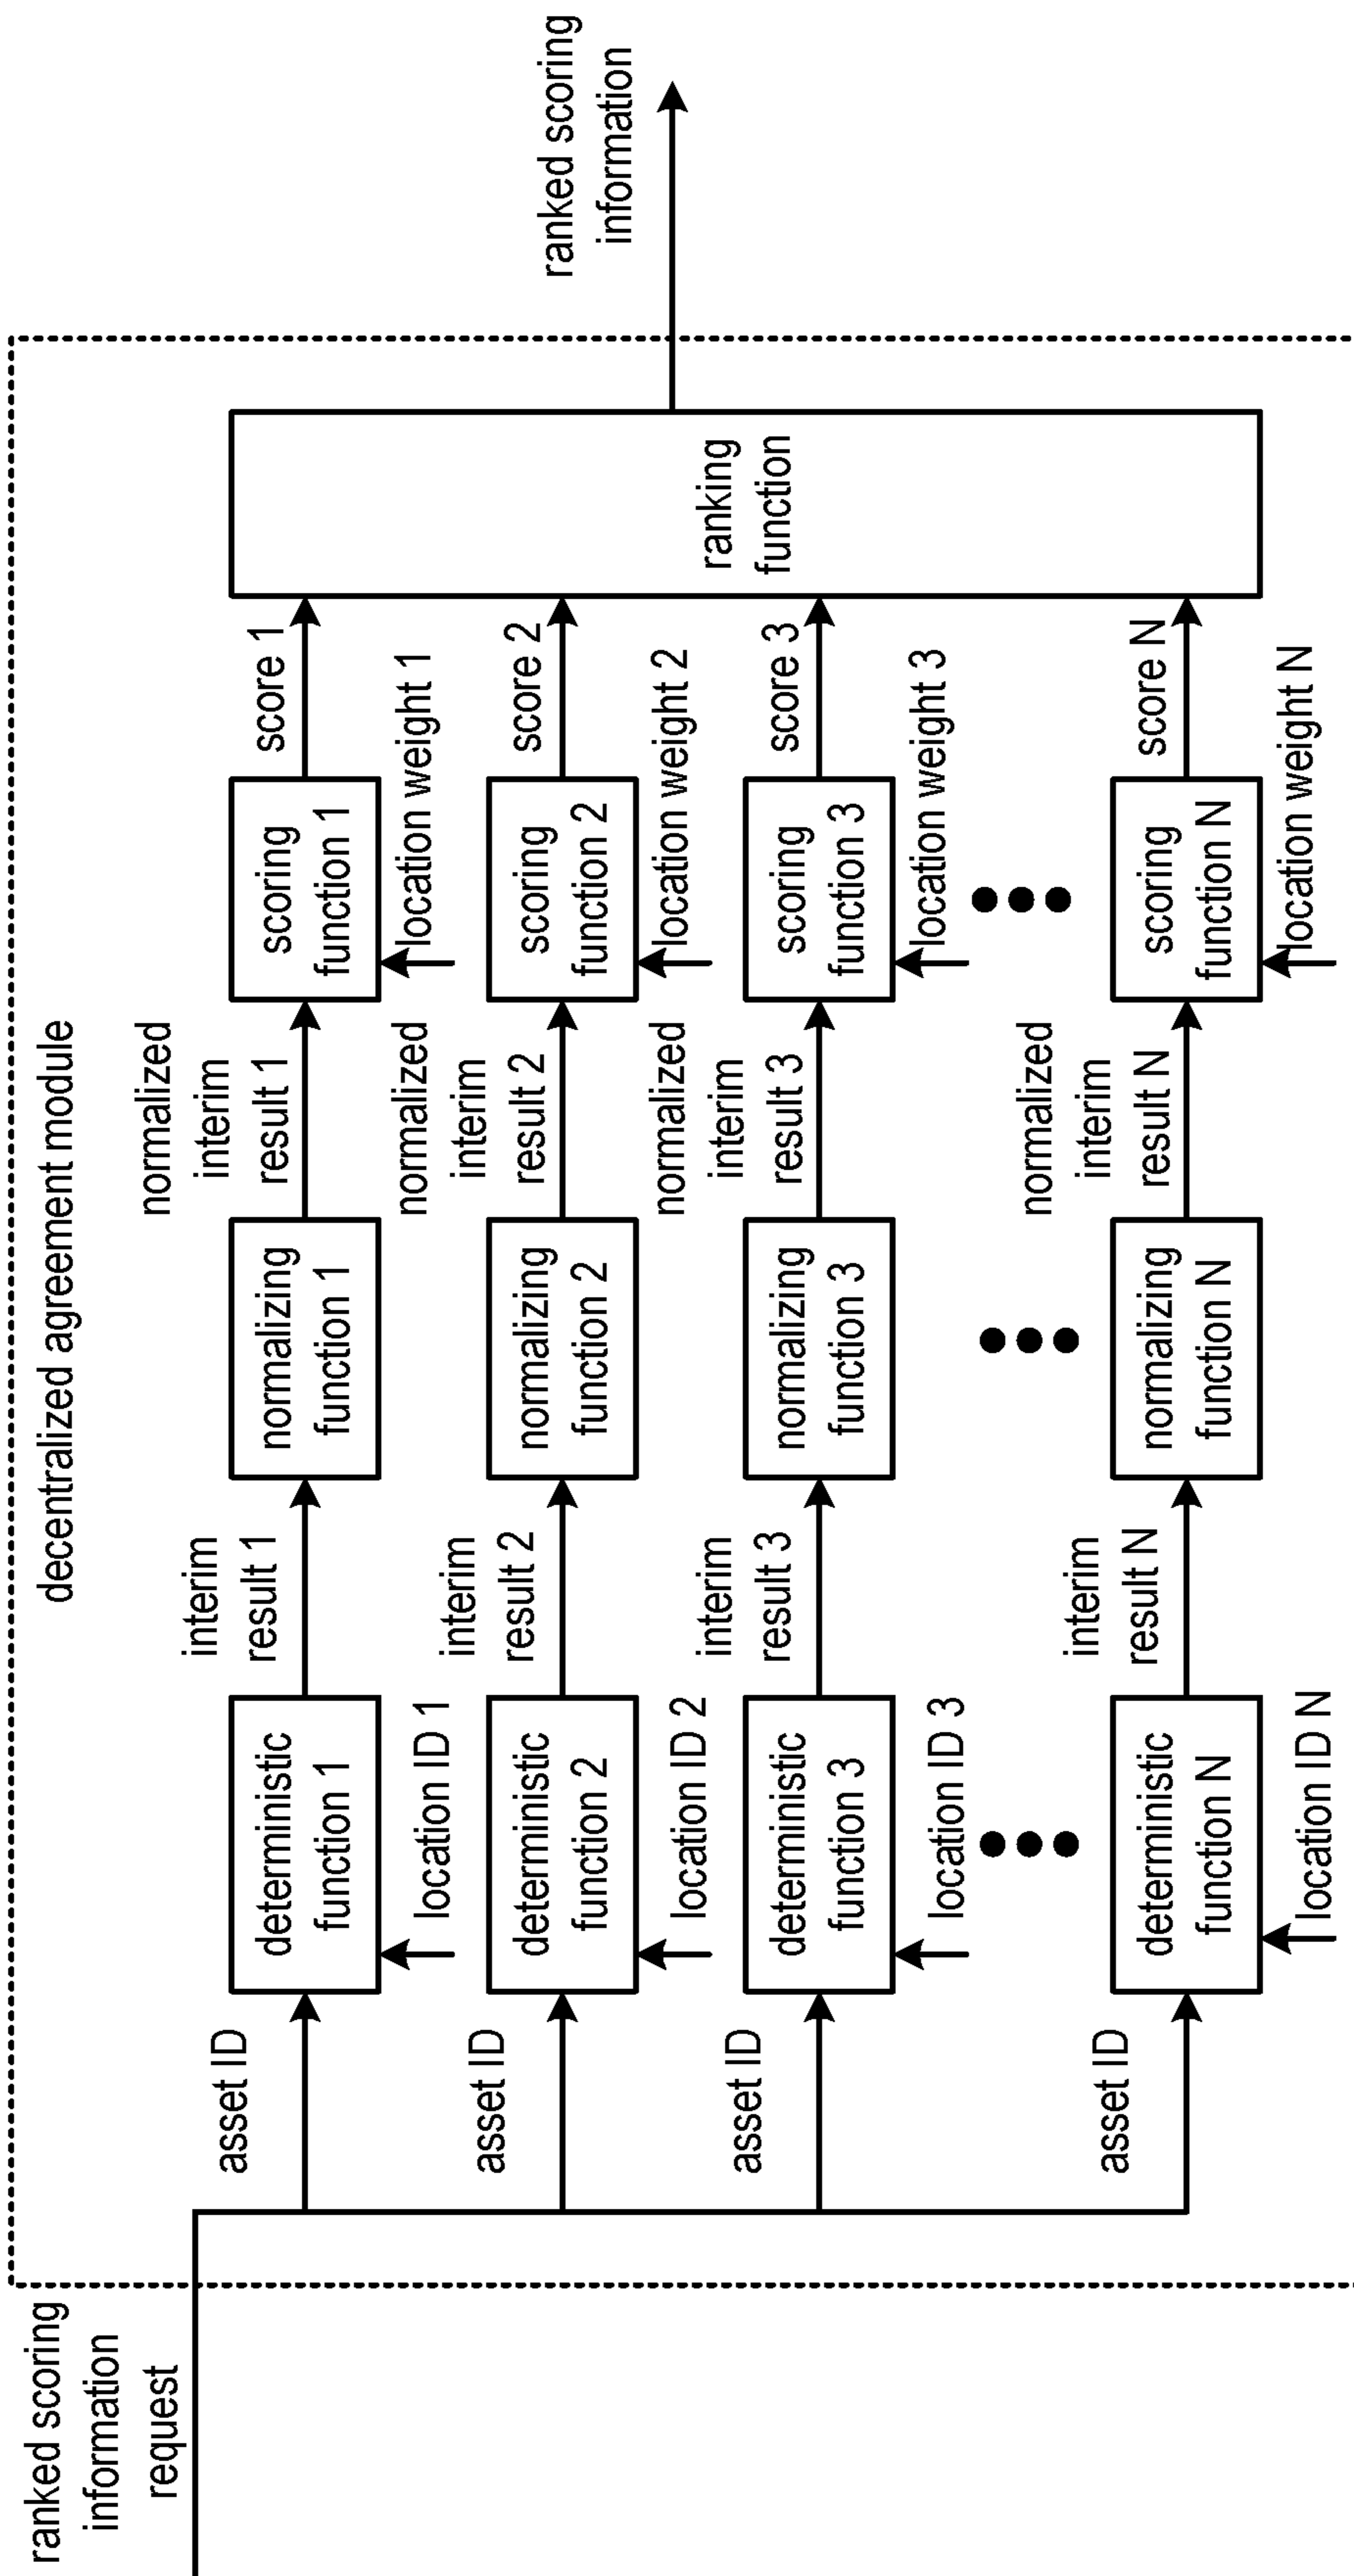 decentralized agreement module
ranked scoring
information
request
asset ID
deterministic
function 1
location ID 1
interim
result 1
normalizing
function 1
normalized
interim
result 1
scoring
function 1
location weight 1
score 1
asset ID
deterministic
function 2
location ID 2
interim
result 2
normalizing
function 2
normalized
interim
result 2
scoring
function 2
location weight 2
score 2
asset ID
deterministic
function 3
location ID 3
interim
result 3
normalizing
function 3
normalized
interim
result 3
scoring
function 3
location weight 3
score 3
asset ID
deterministic
function N
location ID N
interim
result N
normalizing
function N
normalized
interim
result N
scoring
function N
location weight N
score N
ranking
function
ranked scoring
information